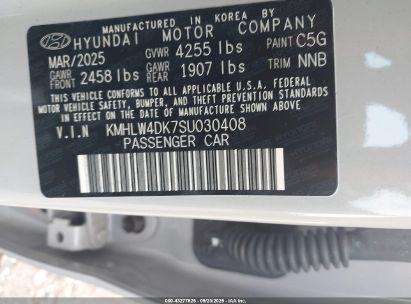 MANUFACTURED IN KOREA BY
HYUNDAI MOTOR COMPANY
MAR/2025 GVWR 4255 lbs PAINT C5G
GAWR FRONT 2458 lbs GAWR REAR 1907 lbs TRIM NNB
THIS VEHICLE CONFORMS TO ALL APPLICABLE U.S.A. FEDERAL
MOTOR VEHICLE SAFETY, BUMPER, AND THEFT PREVENTION STANDARDS
IN EFFECT ON THE DATE OF MANUFACTURE SHOWN ABOVE.
V.I.N KMHLW4DK7SU030408
PASSENGER CAR